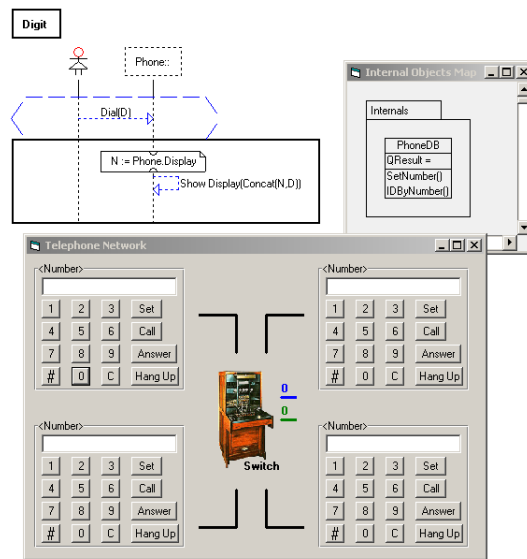 Digit
Phone::
Dial(D)
N := Phone.Display
Show Display(Concat(N,D))
Internal Objects Map
Internals
PhoneDB
QResult =
SetNumber()
IDByNumber()
Telephone Network
<Number>
1 2 3 Set
4 5 6 Call
7 8 9 Answer
# 0 C Hang Up
<Number>
1 2 3 Set
4 5 6 Call
7 8 9 Answer
# 0 C Hang Up
0
0
Switch
<Number>
1 2 3 Set
4 5 6 Call
7 8 9 Answer
# 0 C Hang Up
<Number>
1 2 3 Set
4 5 6 Call
7 8 9 Answer
# 0 C Hang Up